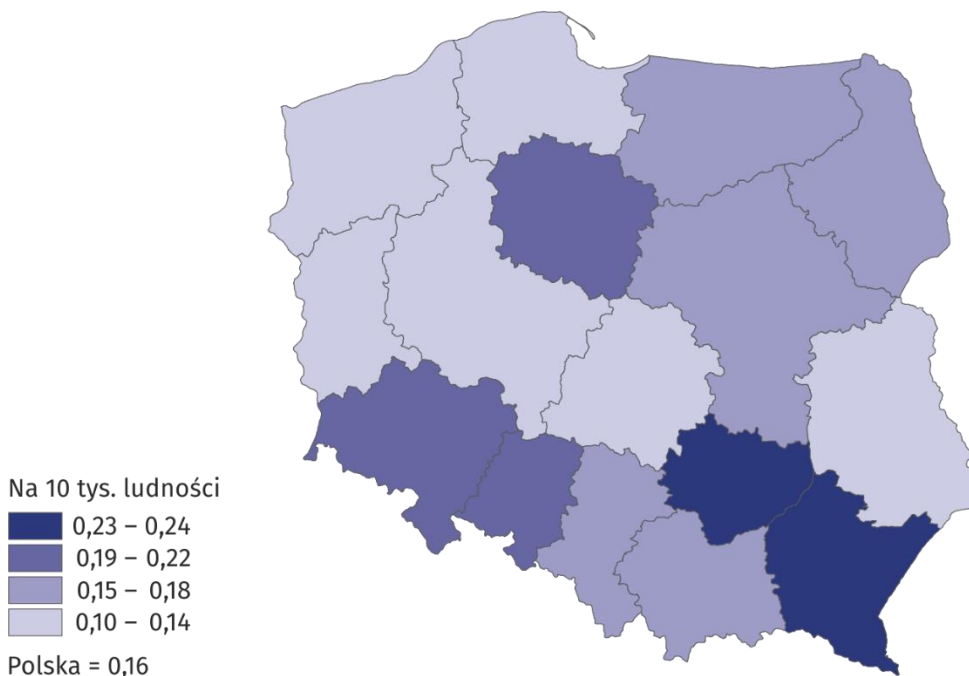 Na 10 tys. ludności
0,23 – 0,24
0,19 – 0,22
0,15 – 0,18
0,10 – 0,14
Polska = 0,16